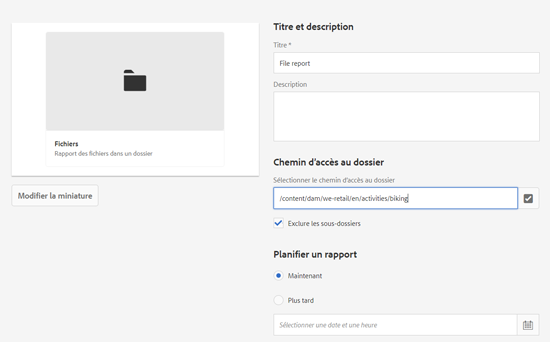 Fichiers
Rapport des fichiers dans un dossier
Modifier la miniature
Titre et description
Titre *
File report
Description
Chemin d'accès au dossier
Sélectionner le chemin d'accès au dossier
/content/dam/we-retail/en/activities/biking
Exclure les sous-dossiers
Planifier un rapport
Maintenant
Plus tard
Sélectionner une date et une heure